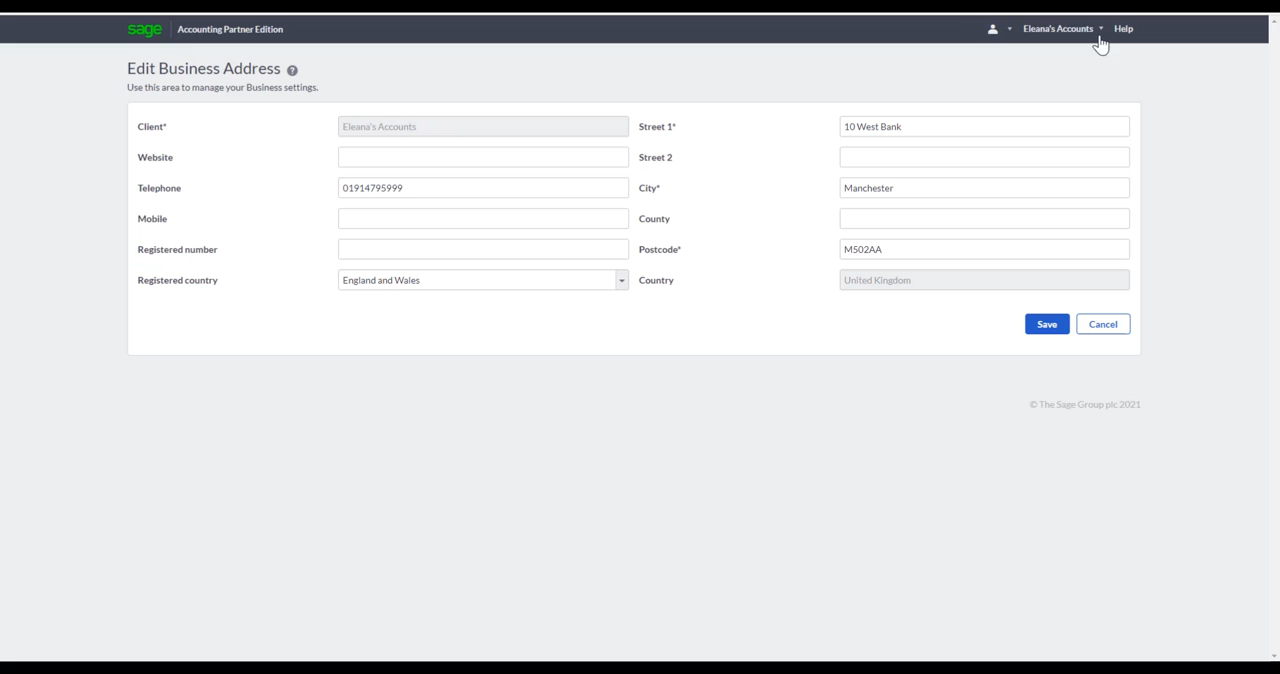 sage Accounting Partner Edition Eleana's Accounts Help
Edit Business Address ?
Use this area to manage your Business settings.
Client* Eleana's Accounts Street 1* 10 West Bank
Website Street 2
Telephone 01914795999 City* Manchester
Mobile County
Registered number Postcode* M502AA
Registered country England and Wales Country United Kingdom
Save Cancel
© The Sage Group plc 2021